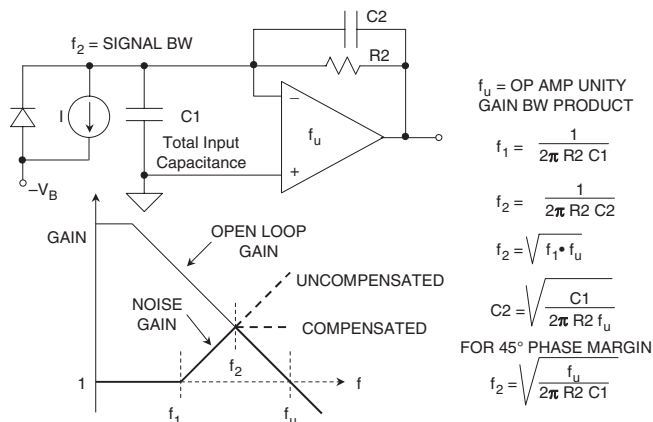 C2
f₂ = SIGNAL BW
R2
I
C1
–
fᵤ
Total Input
Capacitance
+
–V_B
fᵤ = OP AMP UNITY
GAIN BW PRODUCT
f₁ = 1 / 2π R2 C1
f₂ = 1 / 2π R2 C2
f₂ = √ f₁ • fᵤ
C2 = √ C1 / 2π R2 fᵤ
FOR 45° PHASE MARGIN
f₂ = √ fᵤ / 2π R2 C1
GAIN
OPEN LOOP
GAIN
UNCOMPENSATED
NOISE
GAIN
COMPENSATED
f₂
1
f
f₁
fᵤ